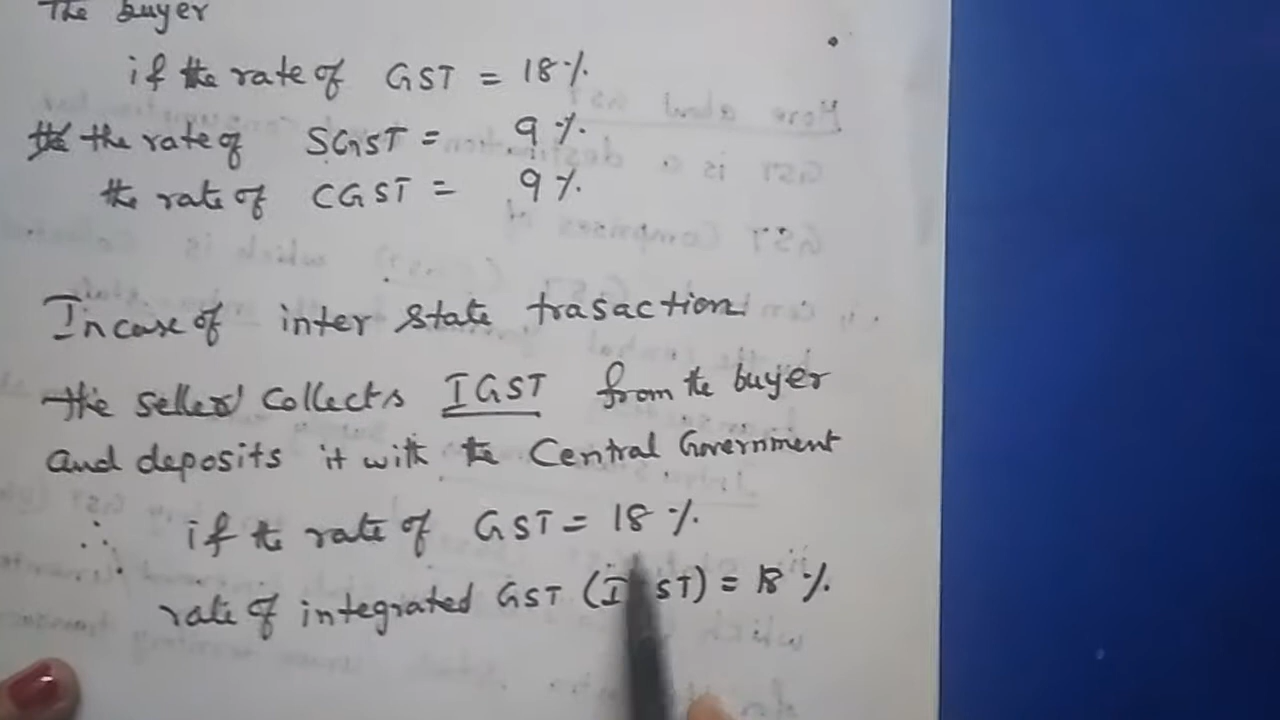 The buyer
if the rate of GST = 18%
the rate of SGST = 9%
the rate of CGST = 9%
In case of inter state trasaction
the seller collects IGST from the buyer
and deposits it with the Central Government
∴ if the rate of GST = 18%
rate of integrated GST (IGST) = 18%